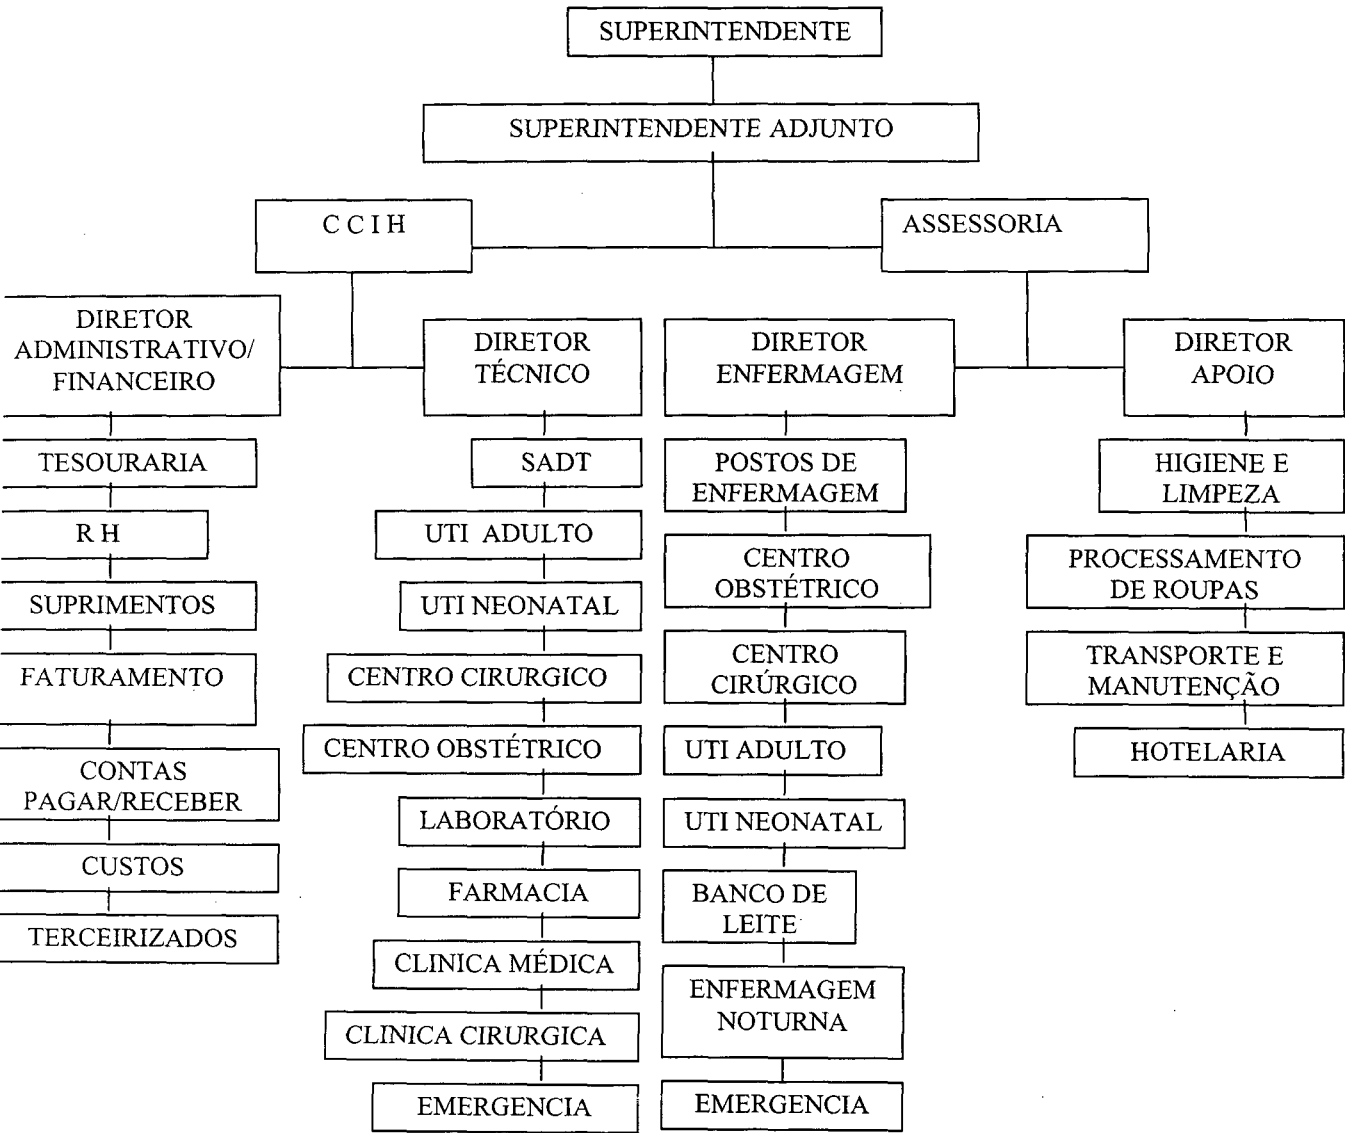 SUPERINTENDENTE
SUPERINTENDENTE ADJUNTO
C C I H
ASSESSORIA
DIRETOR
ADMINISTRATIVO/
FINANCEIRO
DIRETOR
TÉCNICO
DIRETOR
ENFERMAGEM
DIRETOR
APOIO
TESOURARIA
R H
SUPRIMENTOS
FATURAMENTO
CONTAS
PAGAR/RECEBER
CUSTOS
TERCEIRIZADOS
SADT
UTI ADULTO
UTI NEONATAL
CENTRO CIRURGICO
CENTRO OBSTÉTRICO
LABORATÓRIO
FARMACIA
CLINICA MÉDICA
CLINICA CIRURGICA
EMERGENCIA
POSTOS DE
ENFERMAGEM
CENTRO
OBSTÉTRICO
CENTRO
CIRÚRGICO
UTI ADULTO
UTI NEONATAL
BANCO DE
LEITE
ENFERMAGEM
NOTURNA
EMERGENCIA
HIGIENE E
LIMPEZA
PROCESSAMENTO
DE ROUPAS
TRANSPORTE E
MANUTENÇÃO
HOTELARIA